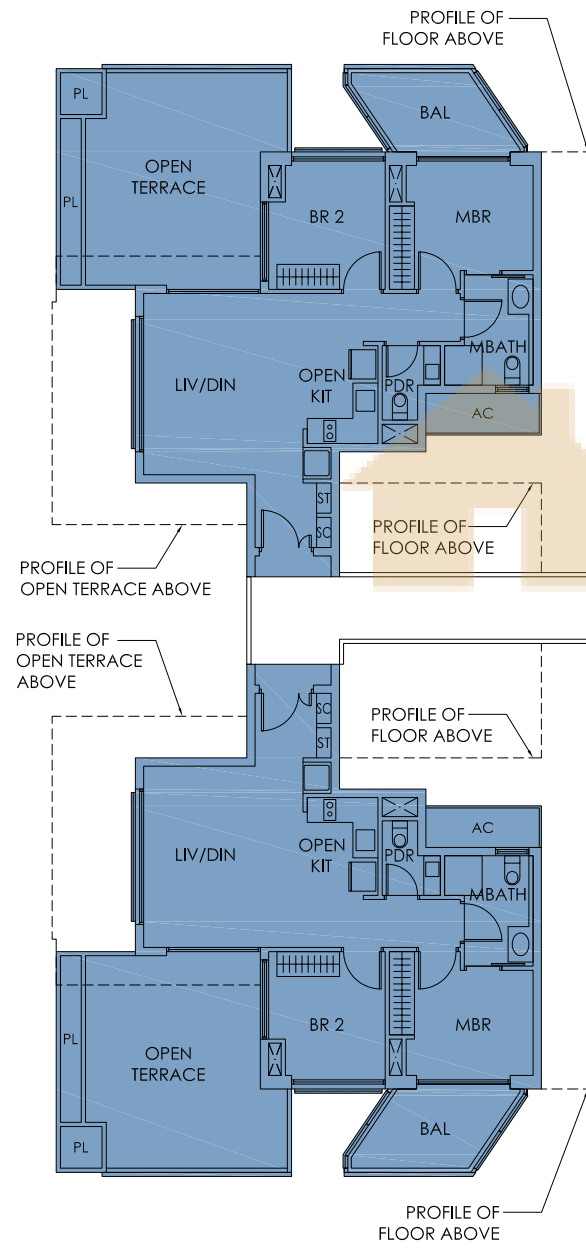 PROFILE OF
FLOOR ABOVE
PL
BAL
OPEN
TERRACE
PL
BR 2
MBR
LIV/DIN
OPEN
KIT
PDR
MBATH
AC
ST
SC
PROFILE OF
FLOOR ABOVE
PROFILE OF
OPEN TERRACE ABOVE
PROFILE OF
OPEN TERRACE
ABOVE
SC
ST
PROFILE OF
FLOOR ABOVE
AC
LIV/DIN
OPEN
KIT
PDR
MBATH
PL
OPEN
TERRACE
BR 2
MBR
PL
BAL
PROFILE OF
FLOOR ABOVE